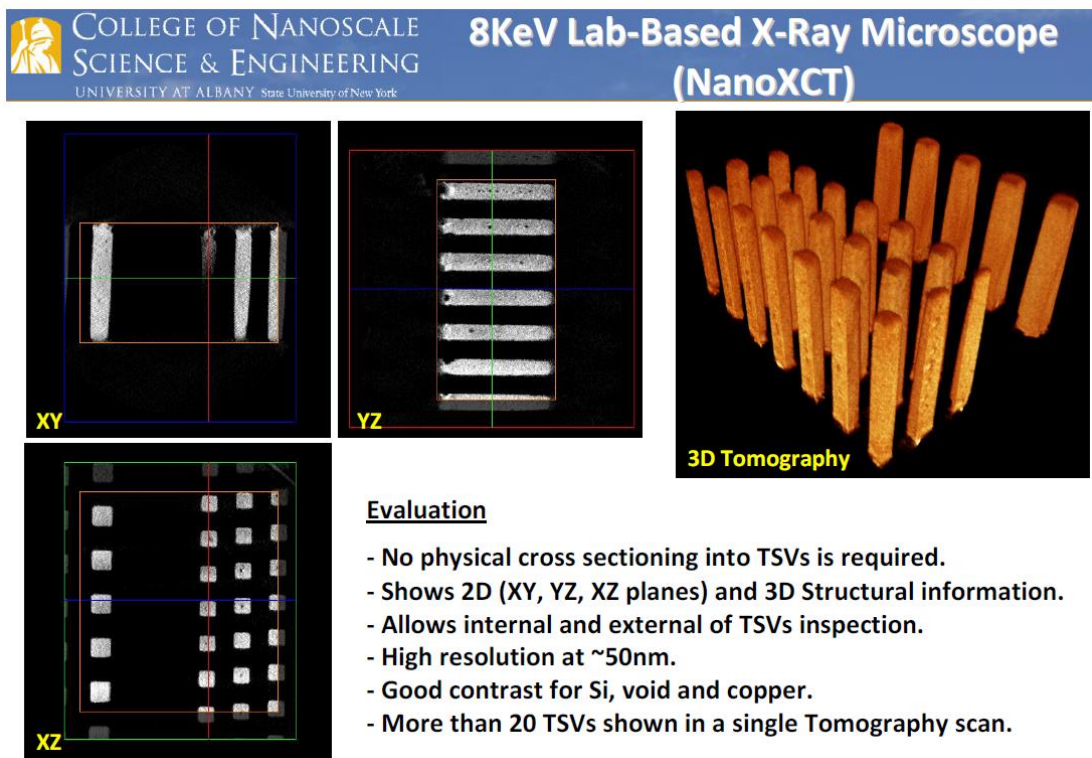 COLLEGE OF NANOSCALE
SCIENCE & ENGINEERING
UNIVERSITY AT ALBANY State University of New York
8KeV Lab-Based X-Ray Microscope
(NanoXCT)
XY
YZ
3D Tomography
XZ
Evaluation
- No physical cross sectioning into TSVs is required.
- Shows 2D (XY, YZ, XZ planes) and 3D Structural information.
- Allows internal and external of TSVs inspection.
- High resolution at ~50nm.
- Good contrast for Si, void and copper.
- More than 20 TSVs shown in a single Tomography scan.